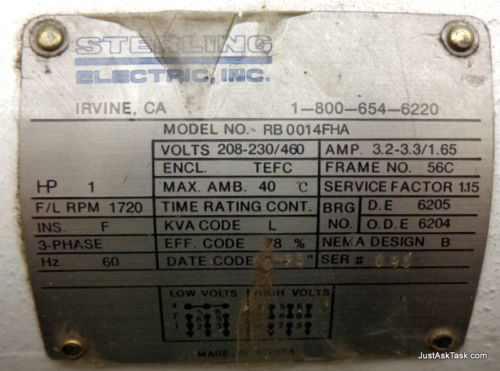 STERLING
ELECTRIC, INC.
IRVINE, CA 1-800-654-6220
MODEL NO. RB0014FHA
VOLTS 208-230/460 AMP. 3.2-3.3/1.65
ENCL. TEFC FRAME NO. 56C
HP 1 MAX. AMB. 40 °C SERVICE FACTOR 1.15
F/L RPM 1720 TIME RATING CONT. BRG D.E 6205
INS. F KVA CODE L NO. O.D.E 6204
3-PHASE EFF. CODE 78 % NEMA DESIGN B
Hz 60 DATE CODE SER #
LOW VOLTS HIGH VOLTS
MADE IN KOREA
JustAskTask.com